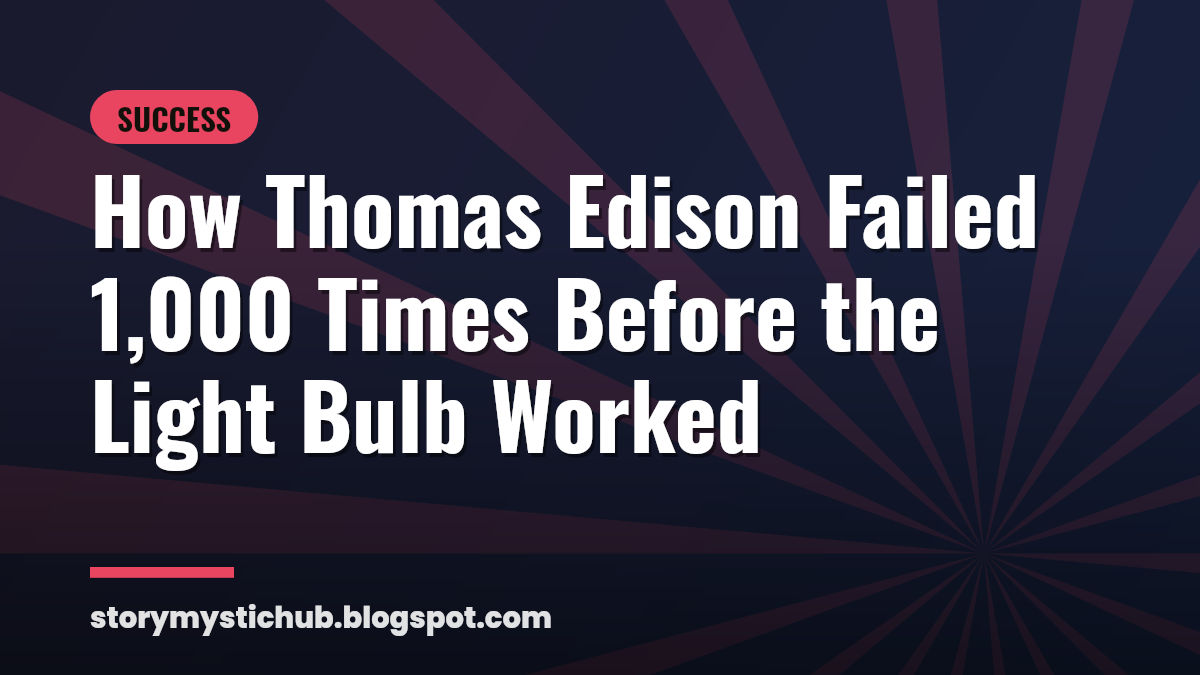 SUCCESS
How Thomas Edison Failed
1,000 Times Before the
Light Bulb Worked
storymystichub.blogspot.com